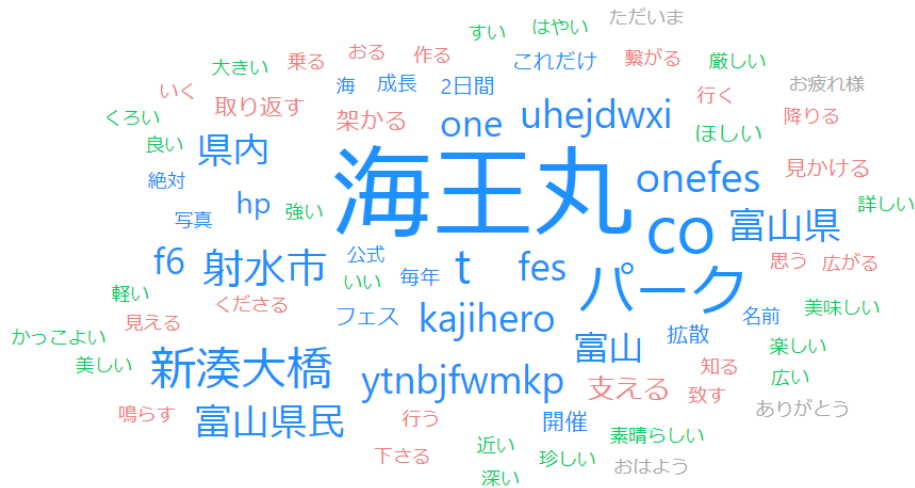 ただいま
すい
はやい
おる
作る
乗る
これだけ
繋がる
厳しい
大きい
海
成長
2日間
お疲れ様
いく
取り返す
行く
くろい
架かる
one
uhejdwxi
降りる
良い
県内
ほしい
海王丸
onefes
見かける
絶対
hp
強い
詳しい
写真
co
富山県
f6
射水市
公式
t
fes
思う
広がる
いい
毎年
パーク
軽い
くださる
美味しい
見える
フェス
kajihero
名前
かっこよい
拡散
富山
楽しい
美しい
新湊大橋
知る
広い
ytnbjfwmkp
支える
致す
鳴らす
富山県民
行う
開催
ありがとう
素晴らしい
近い
下さる
珍しい
おはよう
深い